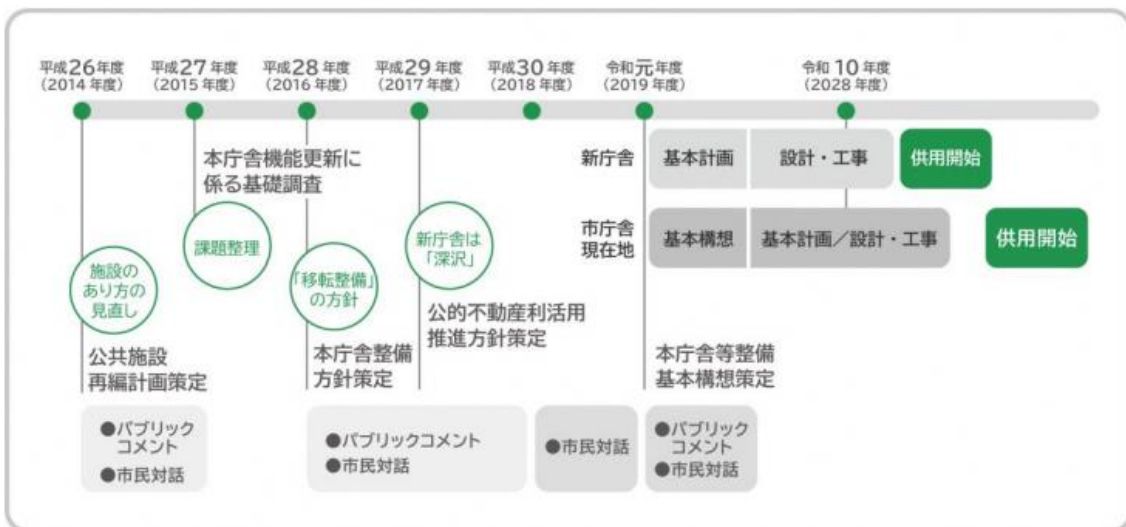 平成26年度
（2014年度）
平成27年度
（2015年度）
平成28年度
（2016年度）
平成29年度
（2017年度）
平成30年度
（2018年度）
令和元年度
（2019年度）
令和10年度
（2028年度）
新庁舎
基本計画
設計・工事
供用開始
市庁舎
現在地
基本構想
基本計画／設計・工事
供用開始
本庁舎機能更新に
係る基礎調査
課題整理
施設の
あり方の
見直し
「移転整備」
の方針
新庁舎は
「深沢」
公的不動産利活用
推進方針策定
公共施設
再編計画策定
本庁舎整備
方針策定
本庁舎等整備
基本構想策定
●パブリック
コメント
●市民対話
●パブリックコメント
●市民対話
●市民対話
●パブリック
コメント
●市民対話